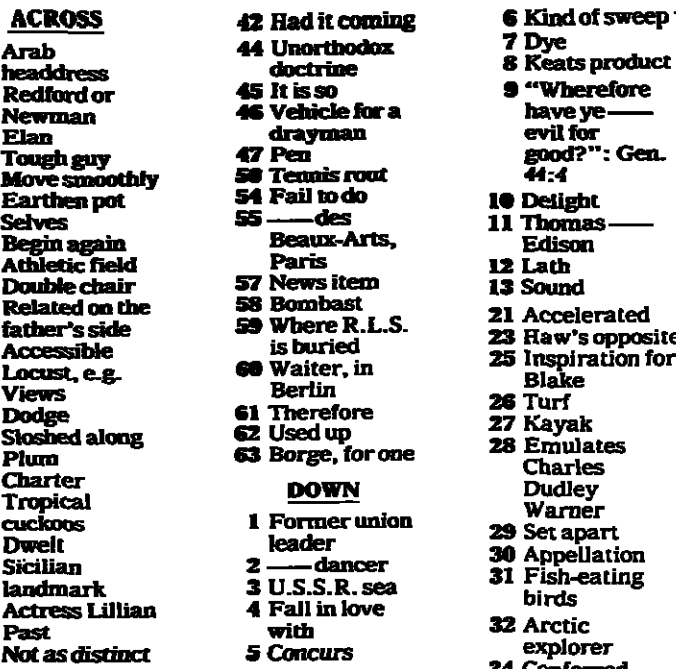 ACROSS
Arab
headdress
Redford or
Newman
Elan
Tough guy
Move smoothly
Earthen pot
Selves
Begin again
Athletic field
Double chair
Related on the
father's side
Accessible
Locust, e.g.
Views
Dodge
Sloshed along
Plum
Charter
Tropical
cuckoos
Dwelt
Sicilian
landmark
Actress Lillian
Past
Not as distinct
42 Had it coming
44 Unorthodox
doctrine
45 It is so
46 Vehicle for a
drayman
47 Pen
50 Tennis rout
54 Fail to do
55 —— des
Beaux-Arts,
Paris
57 News item
58 Bombast
59 Where R.L.S.
is buried
60 Waiter, in
Berlin
61 Therefore
62 Used up
63 Borge, for one
DOWN
1 Former union
leader
2 —— dancer
3 U.S.S.R. sea
4 Fall in love
with
5 Concurs
6 Kind of sweep
7 Dye
8 Keats product
9 "Wherefore
have ye ——
evil for
good?": Gen.
44:4
10 Delight
11 Thomas ——
Edison
12 Lath
13 Sound
21 Accelerated
23 Haw's opposite
25 Inspiration for
Blake
26 Turf
27 Kayak
28 Emulates
Charles
Dudley
Warner
29 Set apart
30 Appellation
31 Fish-eating
birds
32 Arctic
explorer
34 Conformed